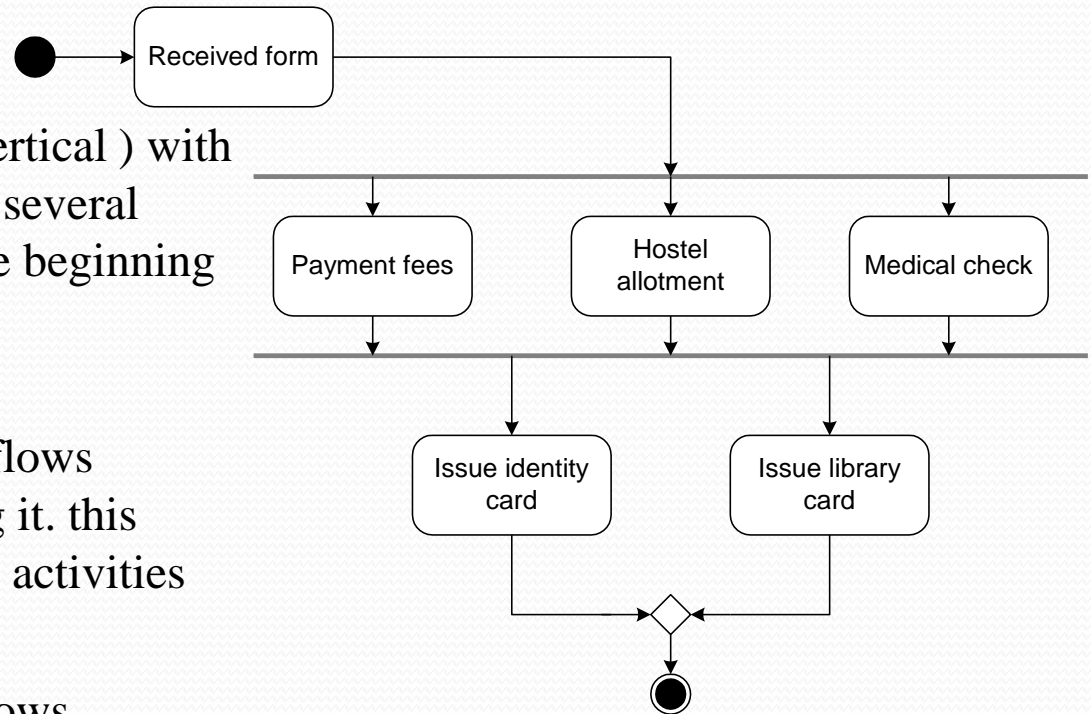 Received form
ertical ) with
several
e beginning
Payment fees
Hostel
allotment
Medical check
flows
g it. this
activities
Issue identity
card
Issue library
card